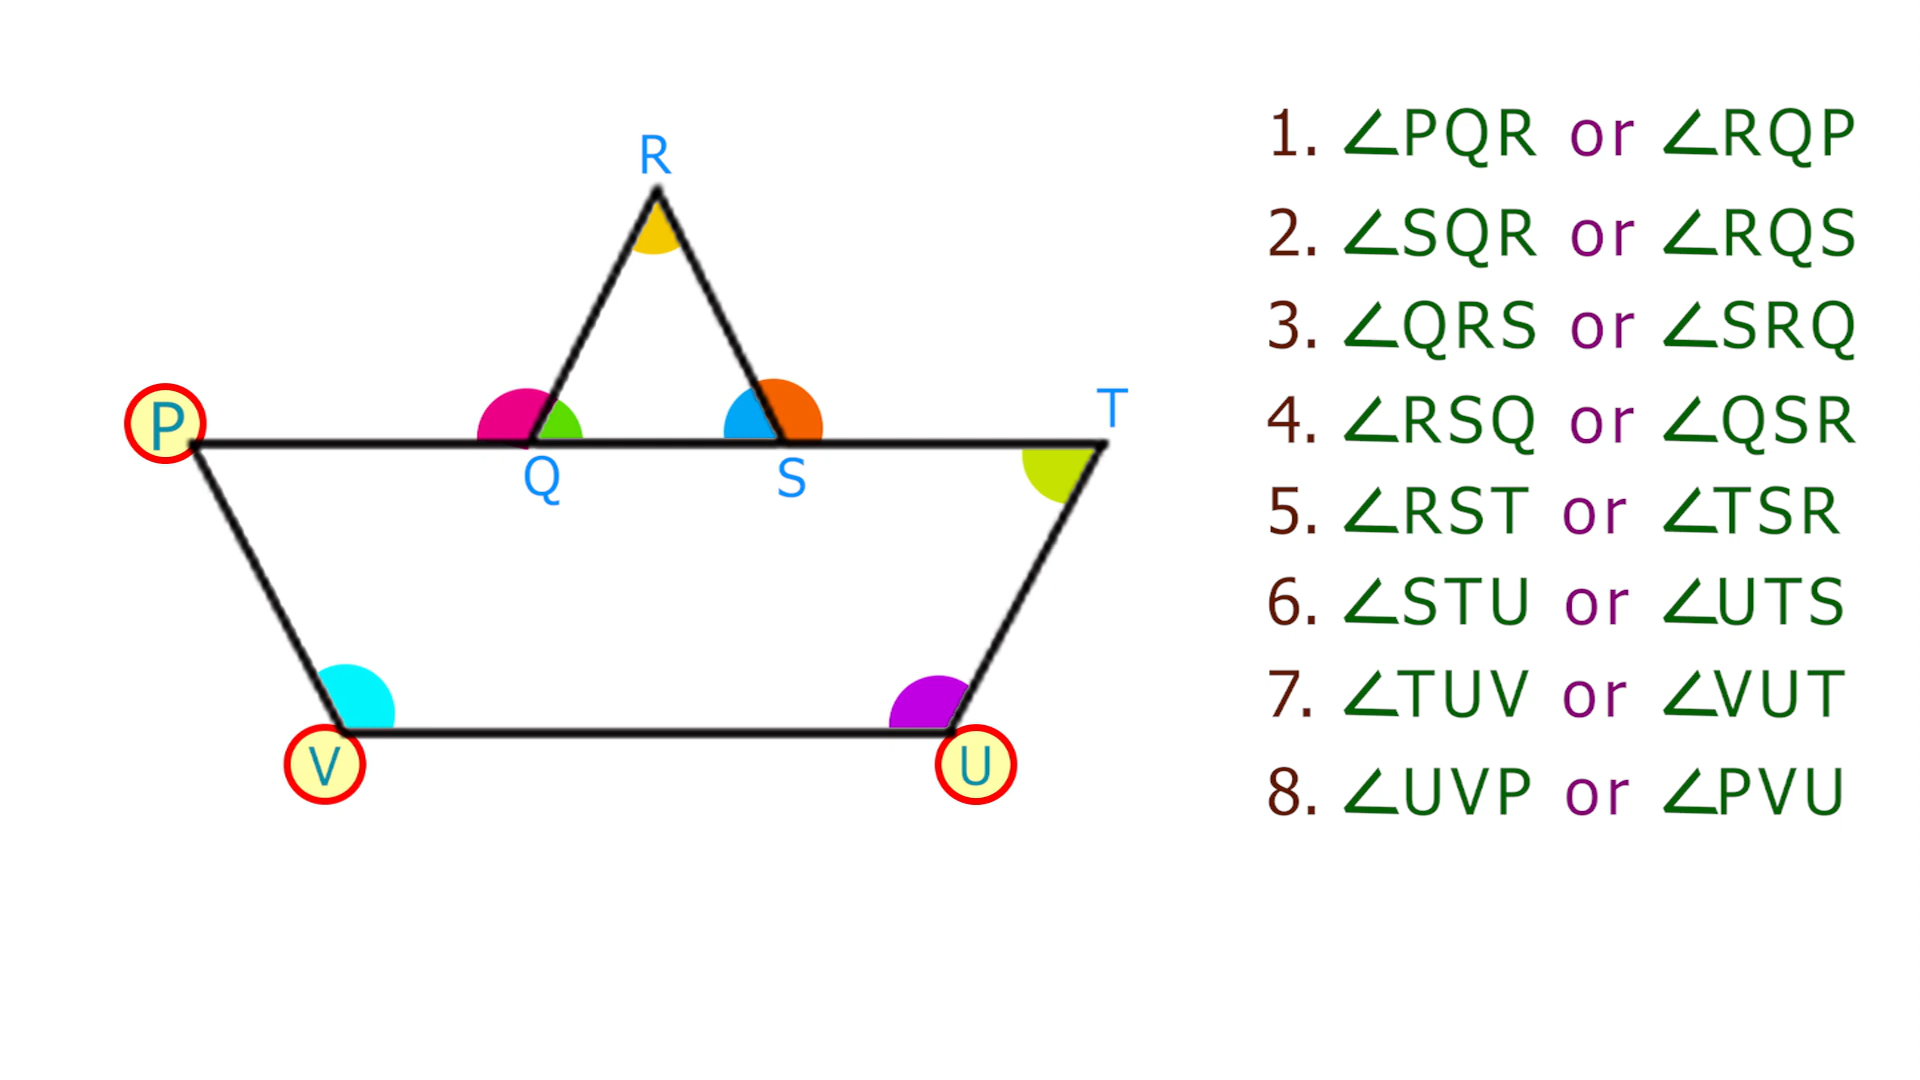 R
P
T
Q
S
V
U
1. ∠PQR or ∠RQP
2. ∠SQR or ∠RQS
3. ∠QRS or ∠SRQ
4. ∠RSQ or ∠QSR
5. ∠RST or ∠TSR
6. ∠STU or ∠UTS
7. ∠TUV or ∠VUT
8. ∠UVP or ∠PVU